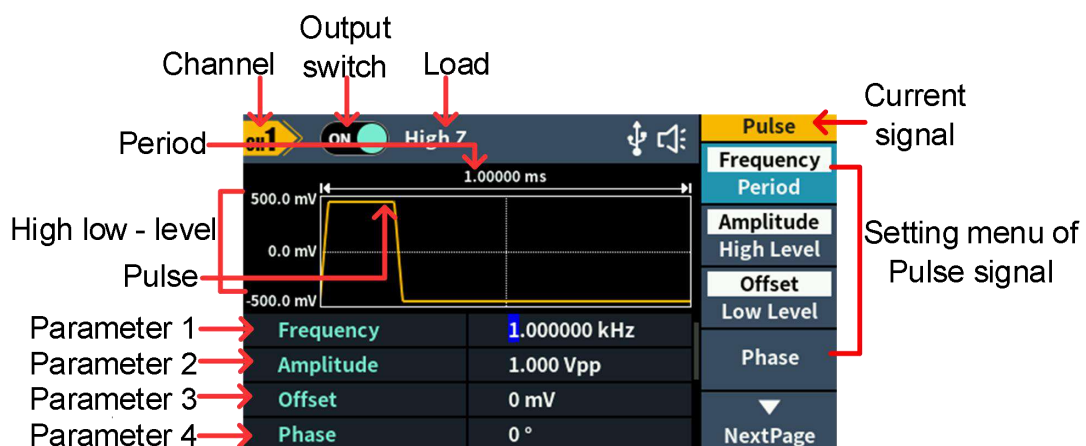 Output
Channel switch Load
Current
signal
Period
CH1 ON High Z
Pulse
1.00000 ms
Frequency
Period
High low - level
500.0 mV
0.0 mV
-500.0 mV
Pulse
Amplitude
High Level
Offset
Low Level
Setting menu of
Pulse signal
Phase
NextPage
Parameter 1 Frequency 1.000000 kHz
Parameter 2 Amplitude 1.000 Vpp
Parameter 3 Offset 0 mV
Parameter 4 Phase 0 °